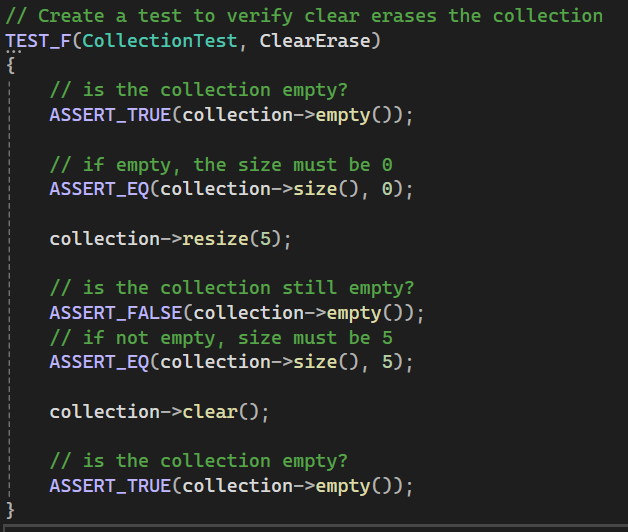 // Create a test to verify clear erases the collection
TEST_F(CollectionTest, ClearErase)
{
    // is the collection empty?
    ASSERT_TRUE(collection->empty());

    // if empty, the size must be 0
    ASSERT_EQ(collection->size(), 0);

    collection->resize(5);

    // is the collection still empty?
    ASSERT_FALSE(collection->empty());
    // if not empty, size must be 5
    ASSERT_EQ(collection->size(), 5);

    collection->clear();

    // is the collection empty?
    ASSERT_TRUE(collection->empty());
}